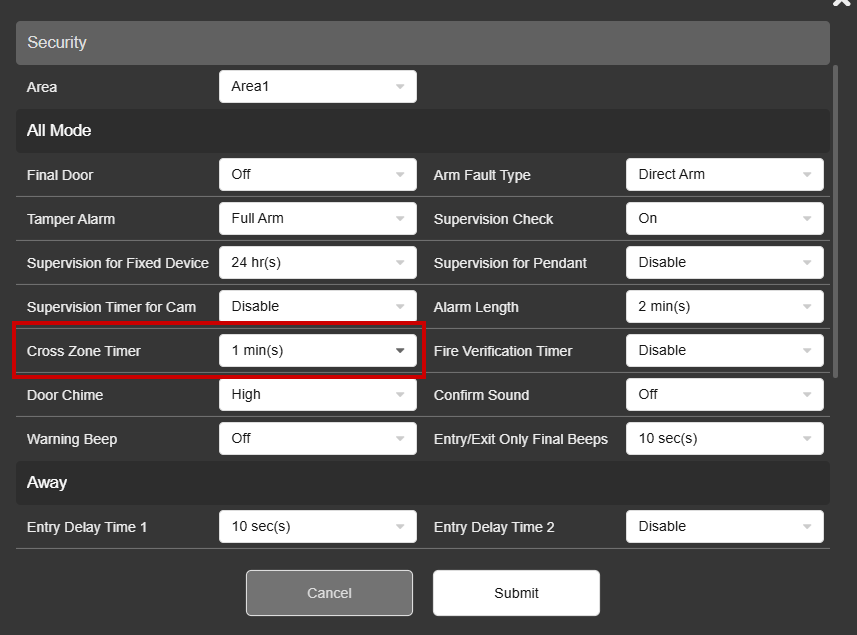 Security
Area Area1
All Mode
Final Door Off Arm Fault Type Direct Arm
Tamper Alarm Full Arm Supervision Check On
Supervision for Fixed Device 24 hr(s) Supervision for Pendant Disable
Supervision Timer for Cam Disable Alarm Length 2 min(s)
Cross Zone Timer 1 min(s) Fire Verification Timer Disable
Door Chime High Confirm Sound Off
Warning Beep Off Entry/Exit Only Final Beeps 10 sec(s)
Away
Entry Delay Time 1 10 sec(s) Entry Delay Time 2 Disable
Cancel Submit